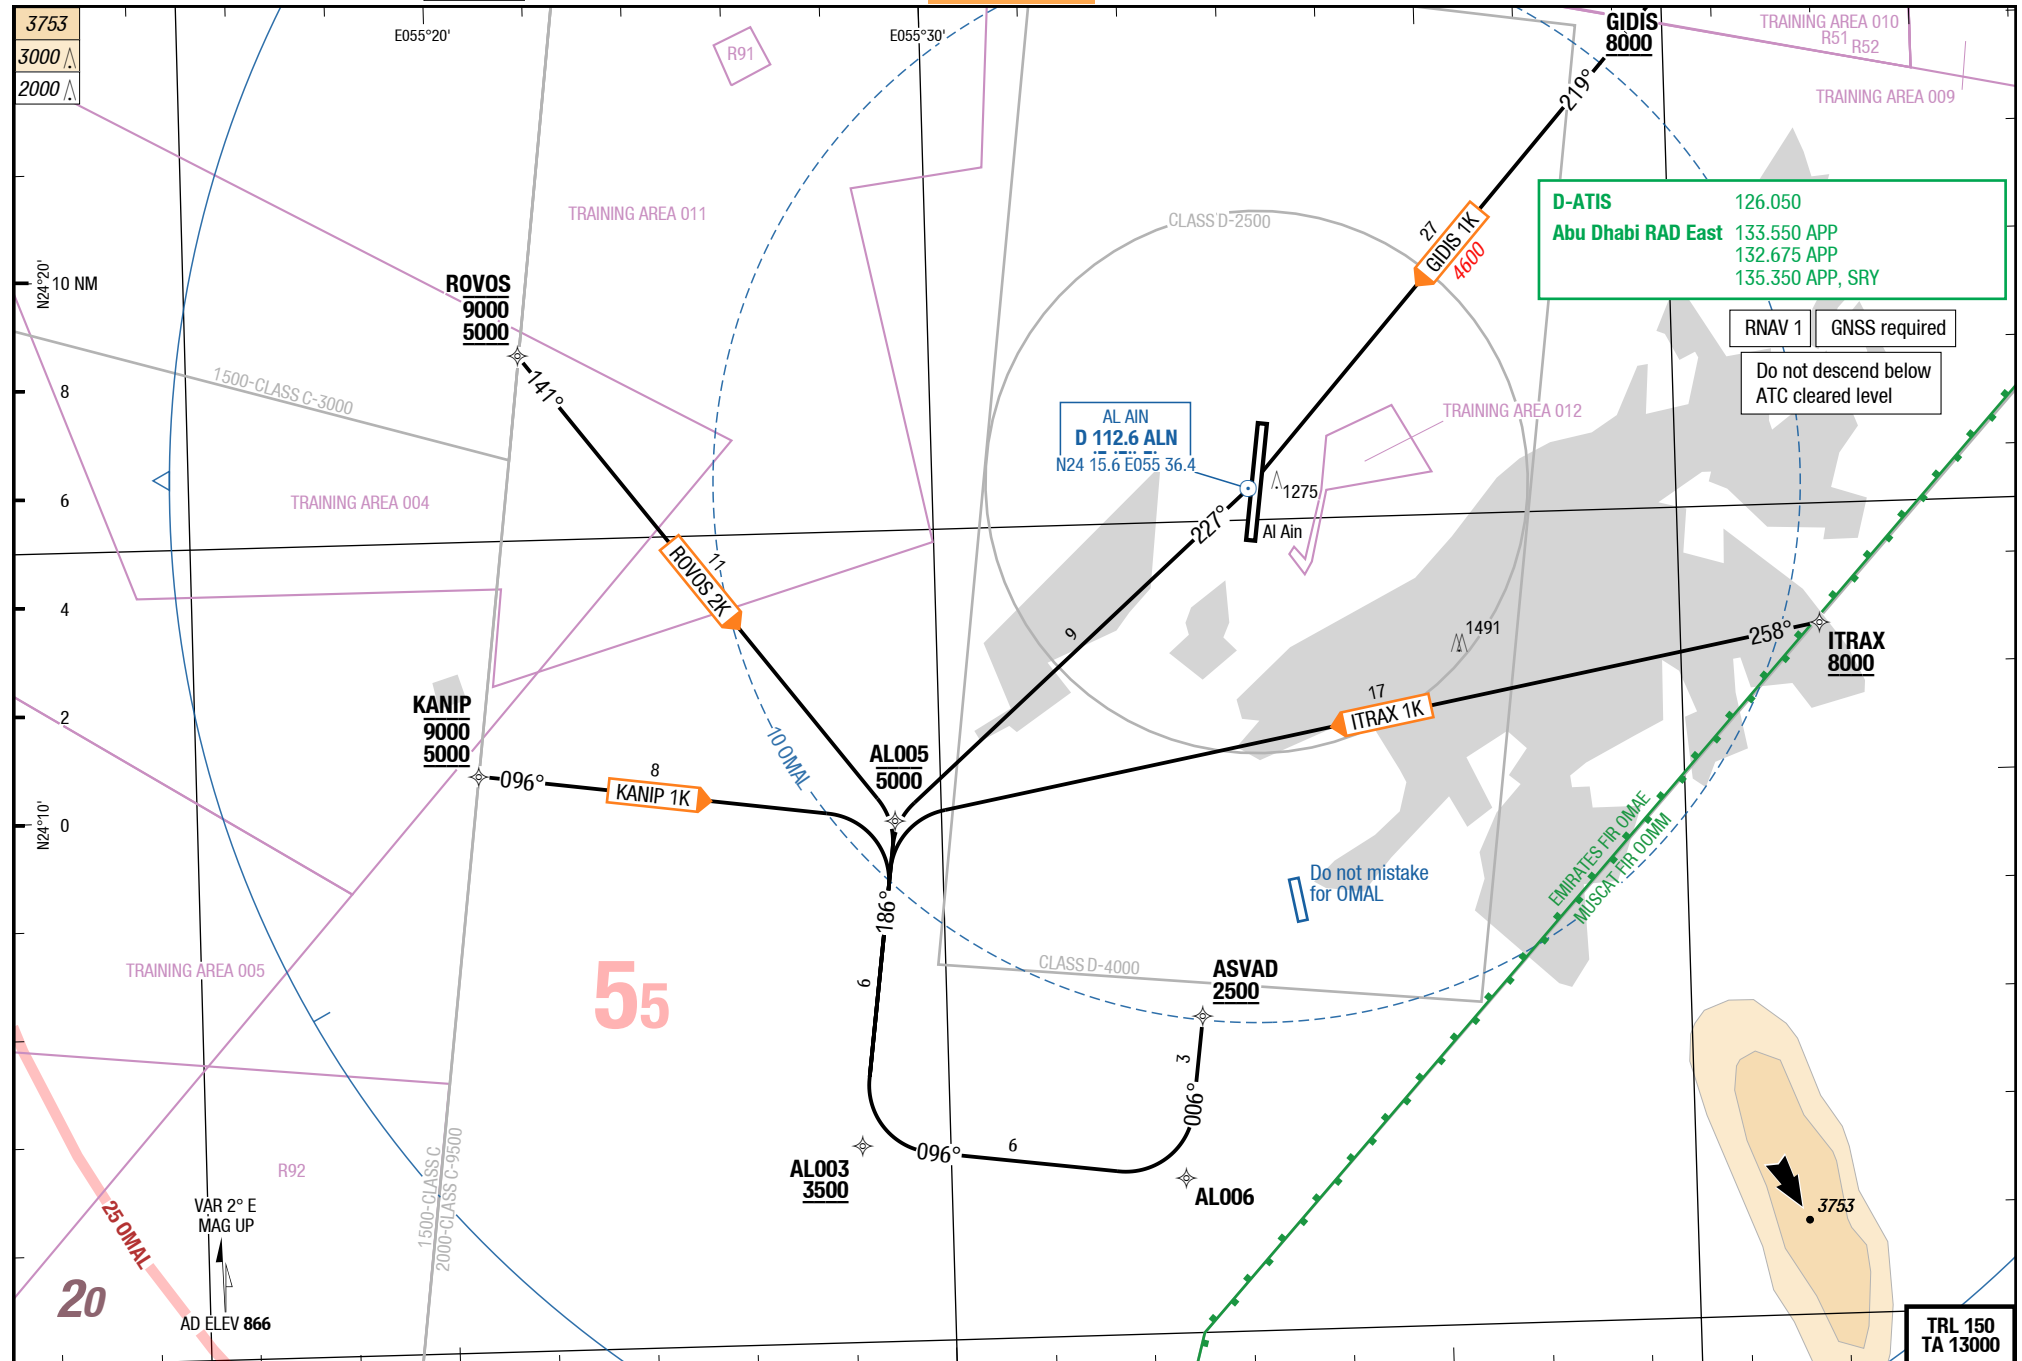 3753
3000
2000
E055°20'
E055°30'
R91
GIDIS
8000
219°
TRAINING AREA 010
R51
R52
TRAINING AREA 009
D-ATIS 126.050
Abu Dhabi RAD East 133.550 APP
132.675 APP
135.350 APP, SRY
RNAV 1
GNSS required
Do not descend below
ATC cleared level
TRAINING AREA 011
CLASS D-2500
27
GIDIS 1K
4600
N24°20'
10 NM
8
6
4
2
0
N24°10'
ROVOS
9000
5000
141°
1500-CLASS C-3000
TRAINING AREA 004
AL AIN
D 112.6 ALN
N24 15.6 E055 36.4
TRAINING AREA 012
1275
Al Ain
227°
11
ROVOS 2K
9
1491
258°
ITRAX
8000
17
ITRAX 1K
KANIP
9000
5000
096°
8
KANIP 1K
10 OMAL
AL005
5000
186°
6
EMIRATES FIR OMAE
MUSCAT FIR OOMM
Do not mistake
for OMAL
CLASS D-4000
ASVAD
2500
3
006°
TRAINING AREA 005
55
AL003
3500
096°
6
AL006
R92
1500-CLASS C
2000-CLASS C-9500
25 OMAL
VAR 2° E
MAG UP
20
AD ELEV 866
3753
TRL 150
TA 13000